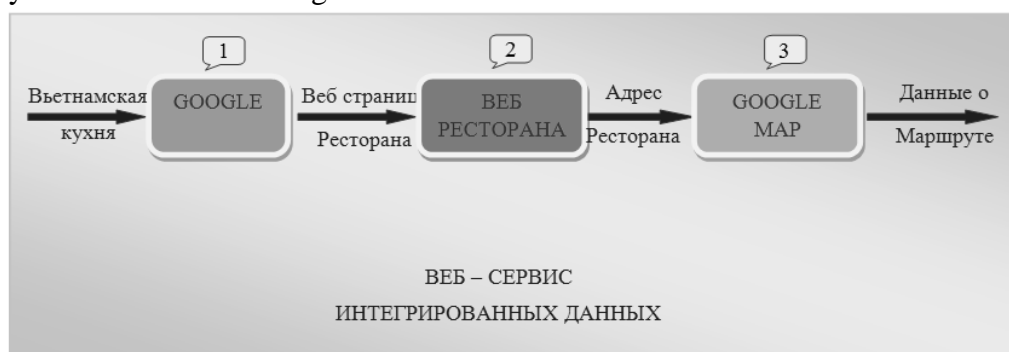 1
2
3
Вьетнамская
кухня
GOOGLE
Веб страниц
Ресторана
ВЕБ
РЕСТОРАНА
Адрес
Ресторана
GOOGLE
MAP
Данные о
Маршруте
ВЕБ – СЕРВИС
ИНТЕГРИРОВАННЫХ ДАННЫХ